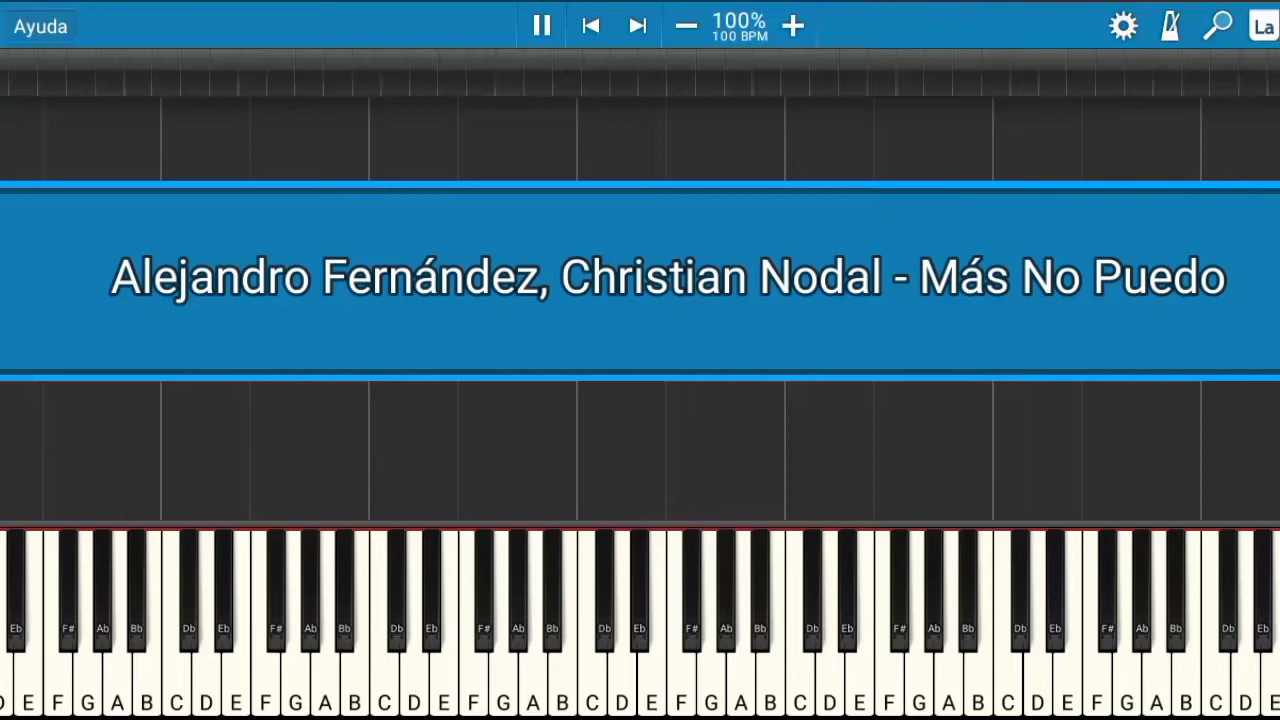 Ayuda
100%
100 BPM
La
Alejandro Fernández, Christian Nodal - Más No Puedo
Eb F# Ab Bb Db Eb F# Ab Bb Db Eb F# Ab Bb Db Eb F# Ab Bb Db Eb F# Ab Bb Db Eb F# Ab Bb Db Eb
D E F G A B C D E F G A B C D E F G A B C D E F G A B C D E F G A B C D E F G A B C D E